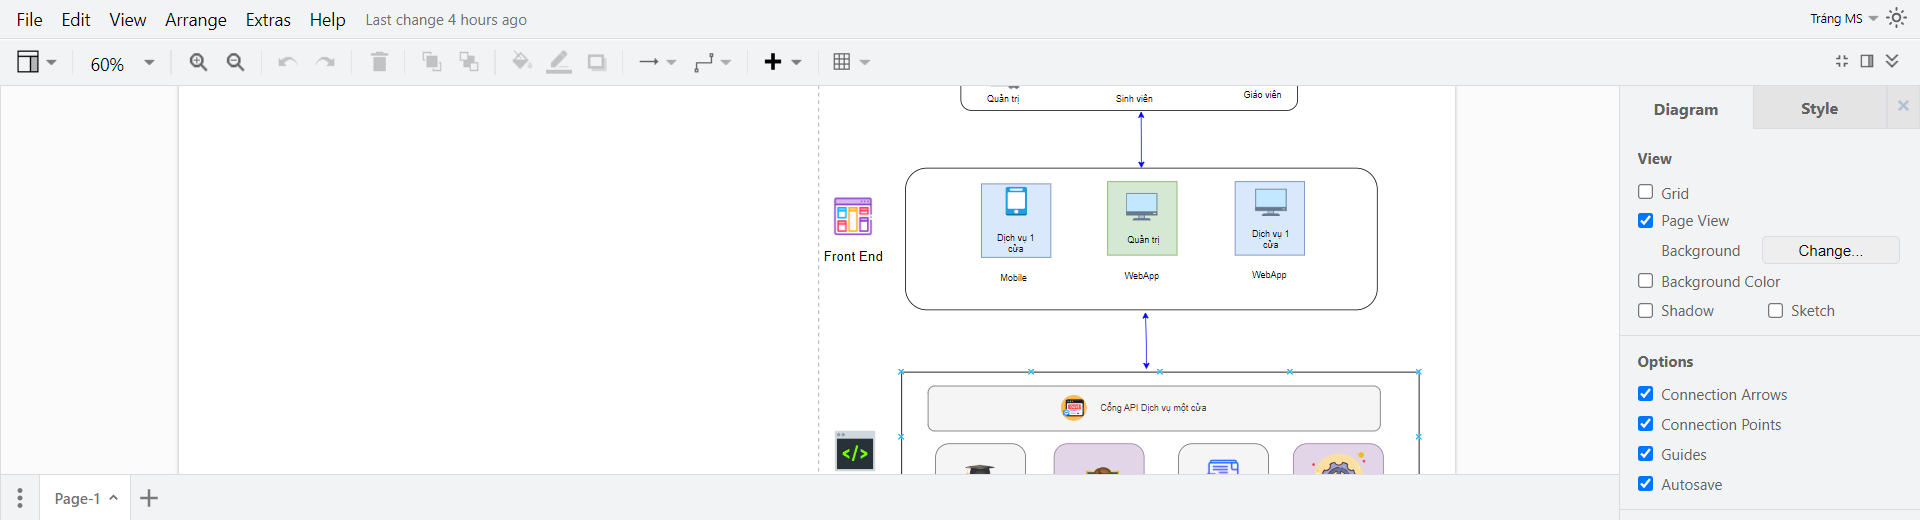 File Edit View Arrange Extras Help Last change 4 hours ago
Tráng MS
60%
Quản trị
Sinh viên
Giáo viên
Front End
Dịch vụ 1
cửa
Mobile
Quản trị
WebApp
Dịch vụ 1
cửa
WebApp
Cổng API Dịch vụ một cửa
</>
Page-1
Diagram
Style
View
Grid
Page View
Background
Change...
Background Color
Shadow
Sketch
Options
Connection Arrows
Connection Points
Guides
Autosave